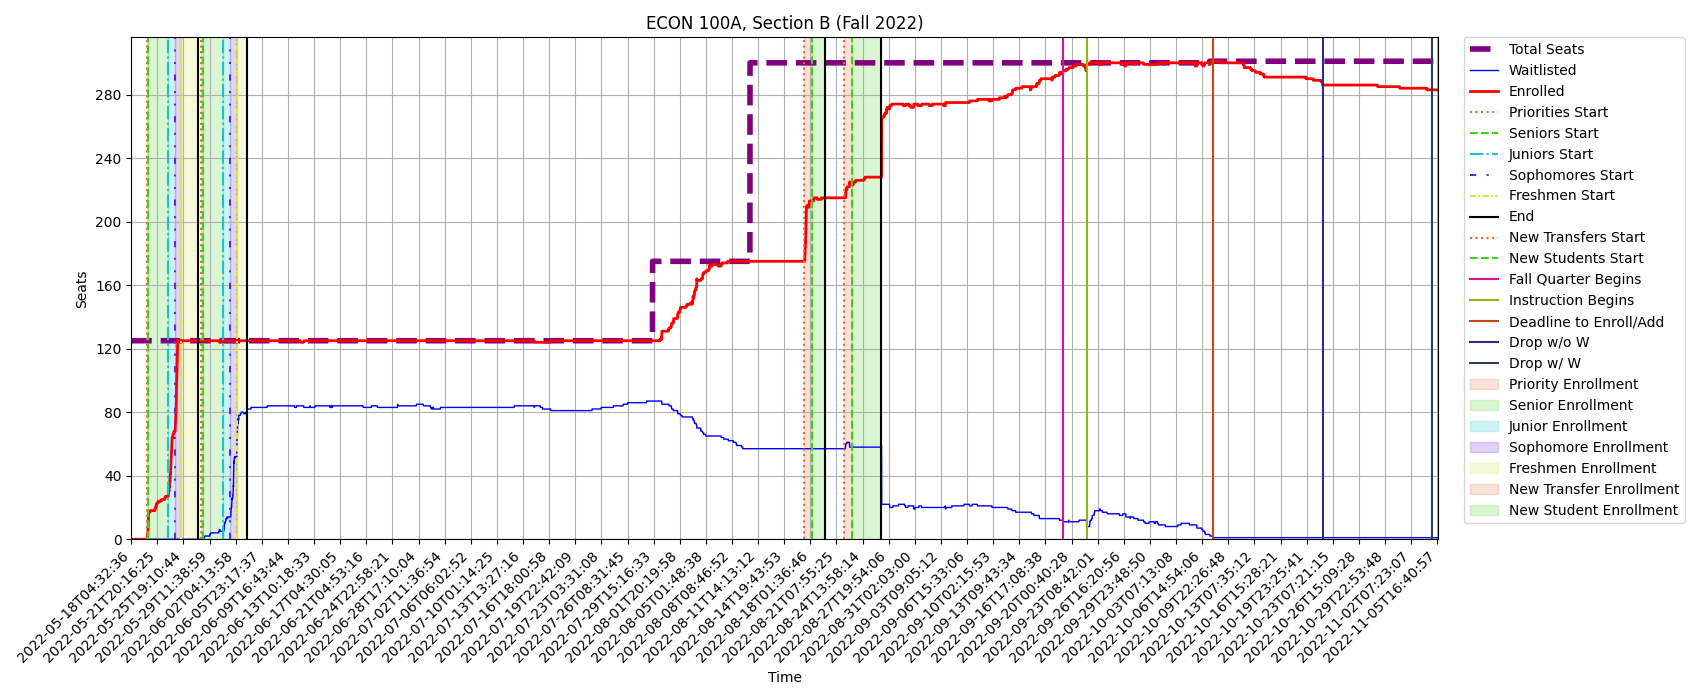 ECON 100A, Section B (Fall 2022)
Seats
280
240
200
160
120
80
40
0
2022-05-18T04:32:36
2022-05-21T20:16:25
2022-05-25T19:10:44
2022-05-29T11:38:59
2022-06-02T04:13:58
2022-06-05T23:17:37
2022-06-09T16:43:44
2022-06-13T10:18:33
2022-06-17T04:30:05
2022-06-21T04:53:16
2022-06-24T22:58:21
2022-06-28T17:10:04
2022-07-02T11:36:54
2022-07-06T06:02:52
2022-07-10T01:14:25
2022-07-13T13:27:16
2022-07-16T18:00:58
2022-07-19T22:42:09
2022-07-23T03:31:08
2022-07-26T08:31:45
2022-07-29T15:16:33
2022-08-01T20:19:58
2022-08-05T01:48:38
2022-08-08T08:46:52
2022-08-11T14:13:12
2022-08-14T19:43:53
2022-08-18T01:36:46
2022-08-21T07:55:25
2022-08-24T13:58:14
2022-08-27T19:54:06
2022-08-31T02:03:00
2022-09-03T09:05:12
2022-09-06T15:33:06
2022-09-10T02:15:53
2022-09-13T09:43:34
2022-09-16T17:08:38
2022-09-20T00:40:28
2022-09-23T08:42:01
2022-09-26T16:20:56
2022-09-29T23:48:50
2022-10-03T07:13:08
2022-10-06T14:54:06
2022-10-09T22:26:48
2022-10-13T07:35:12
2022-10-16T15:28:21
2022-10-19T23:25:41
2022-10-23T07:21:15
2022-10-26T15:09:28
2022-10-29T22:53:48
2022-11-02T07:23:07
2022-11-05T16:40:57
Time
Total Seats
Waitlisted
Enrolled
Priorities Start
Seniors Start
Juniors Start
Sophomores Start
Freshmen Start
End
New Transfers Start
New Students Start
Fall Quarter Begins
Instruction Begins
Deadline to Enroll/Add
Drop w/o W
Drop w/ W
Priority Enrollment
Senior Enrollment
Junior Enrollment
Sophomore Enrollment
Freshmen Enrollment
New Transfer Enrollment
New Student Enrollment